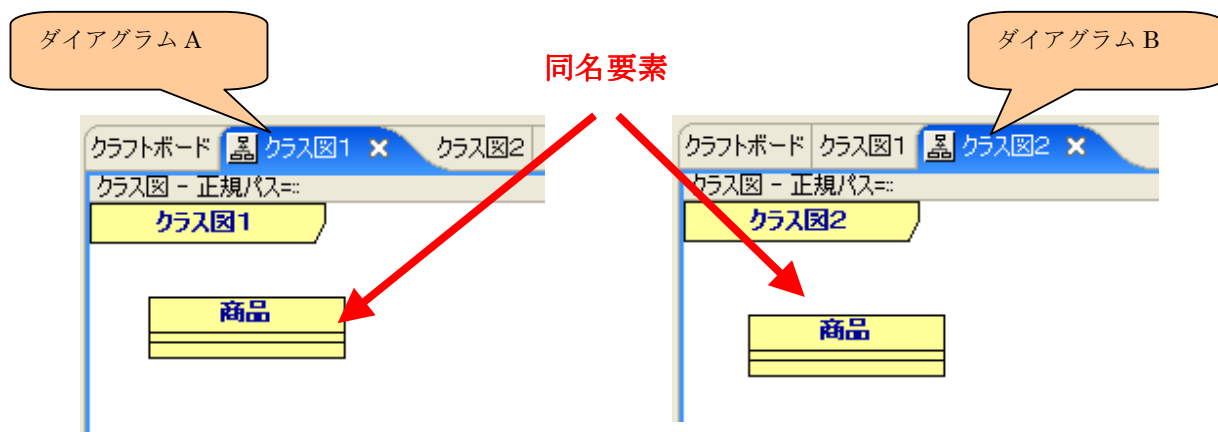 ダイアグラム A
ダイアグラム B
同名要素
クラフトボード クラス図1 クラス図2
クラス図 - 正規パス=::
クラス図1
商品
クラフトボード クラス図1 クラス図2
クラス図 - 正規パス=::
クラス図2
商品